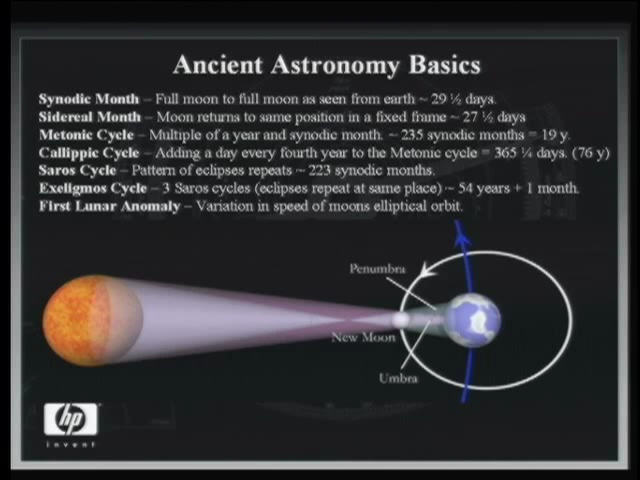 Ancient Astronomy Basics
Synodic Month – Full moon to full moon as seen from earth ~ 29 ½ days.
Sidereal Month – Moon returns to same position in a fixed frame ~ 27 ½ days
Metonic Cycle – Multiple of a year and synodic month. ~ 235 synodic months = 19 y.
Callippic Cycle – Adding a day every fourth year to the Metonic cycle = 365 ¼ days. (76 y)
Saros Cycle – Pattern of eclipses repeats ~ 223 synodic months.
Exeligmos Cycle – 3 Saros cycles (eclipses repeat at same place) ~ 54 years + 1 month.
First Lunar Anomaly – Variation in speed of moons elliptical orbit.
Penumbra
New Moon
Umbra
hp
invent